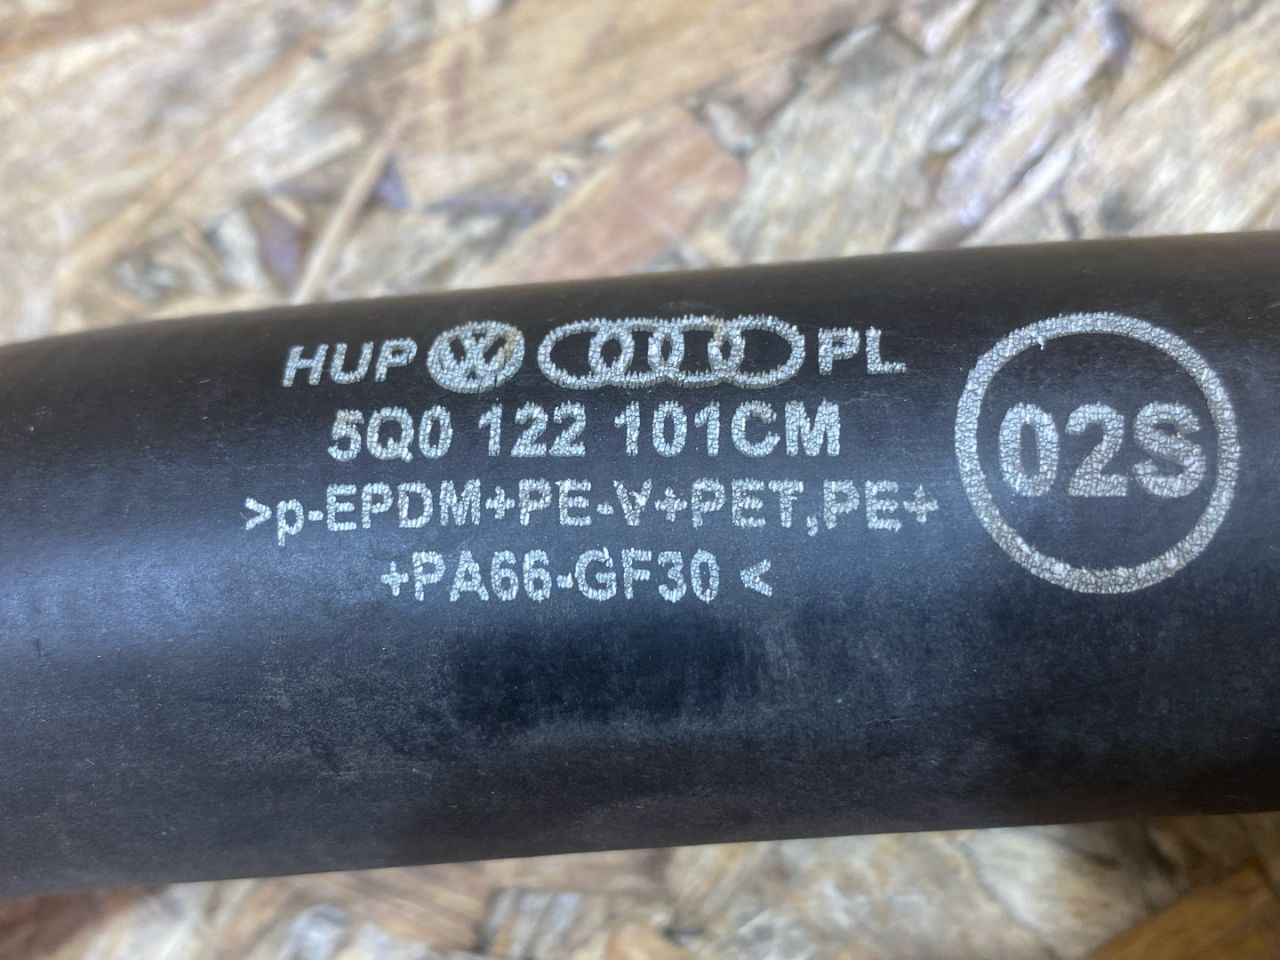 HUP PL
5Q0 122 101CM
>p-EPDM+PE-V+PET,PE+
+PA66-GF30 <
02S